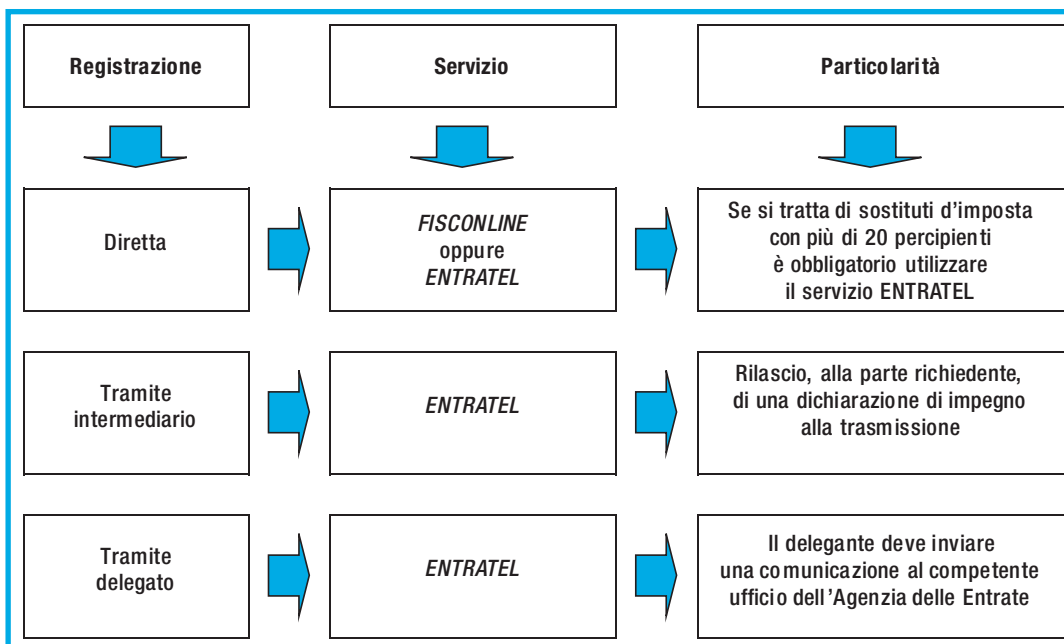 Registrazione
Servizio
Particolarità
Diretta
FISCONLINE
oppure
ENTRATEL
Se si tratta di sostituti d'imposta
con più di 20 percipienti
è obbligatorio utilizzare
il servizio ENTRATEL
Tramite
intermediario
ENTRATEL
Rilascio, alla parte richiedente,
di una dichiarazione di impegno
alla trasmissione
Tramite
delegato
ENTRATEL
Il delegante deve inviare
una comunicazione al competente
ufficio dell'Agenzia delle Entrate